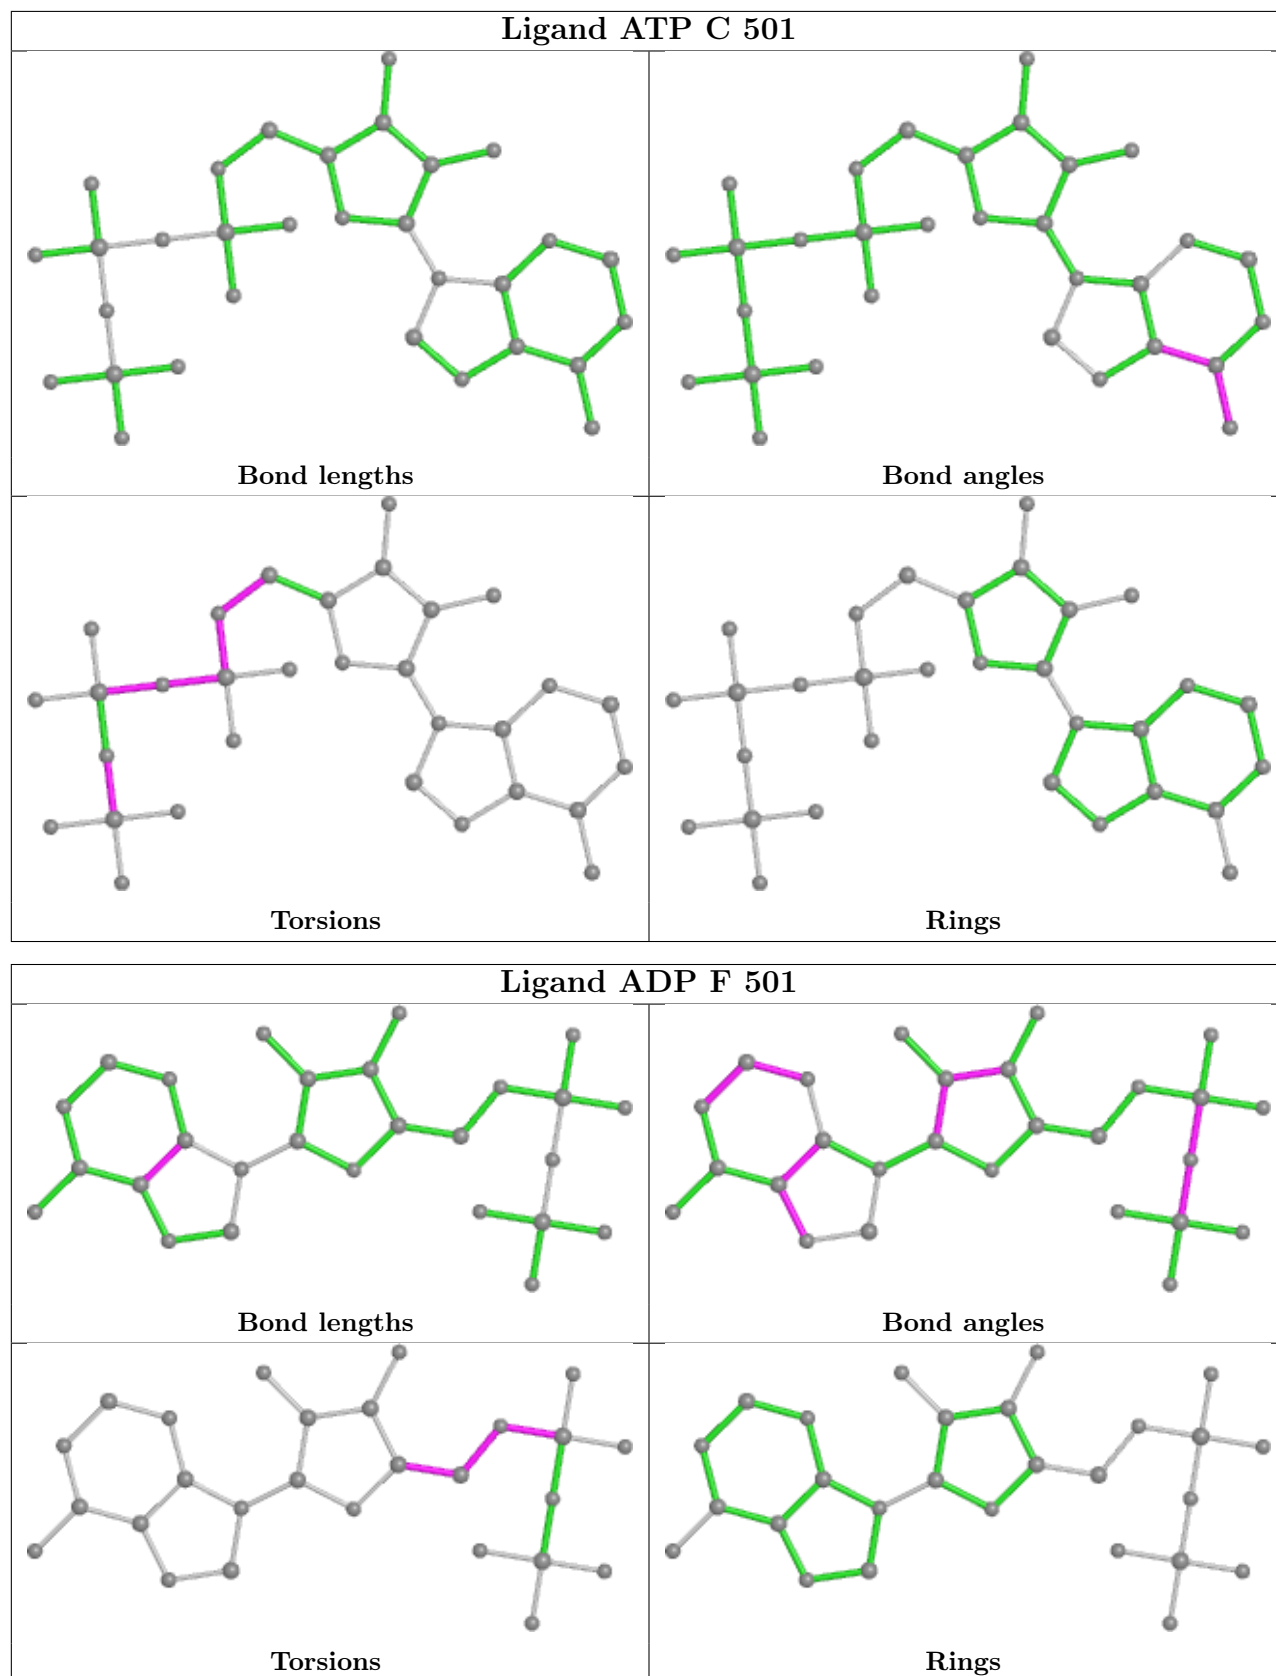 Ligand ATP C 501
Bond lengths
Bond angles
Torsions
Rings
Ligand ADP F 501
Bond lengths
Bond angles
Torsions
Rings